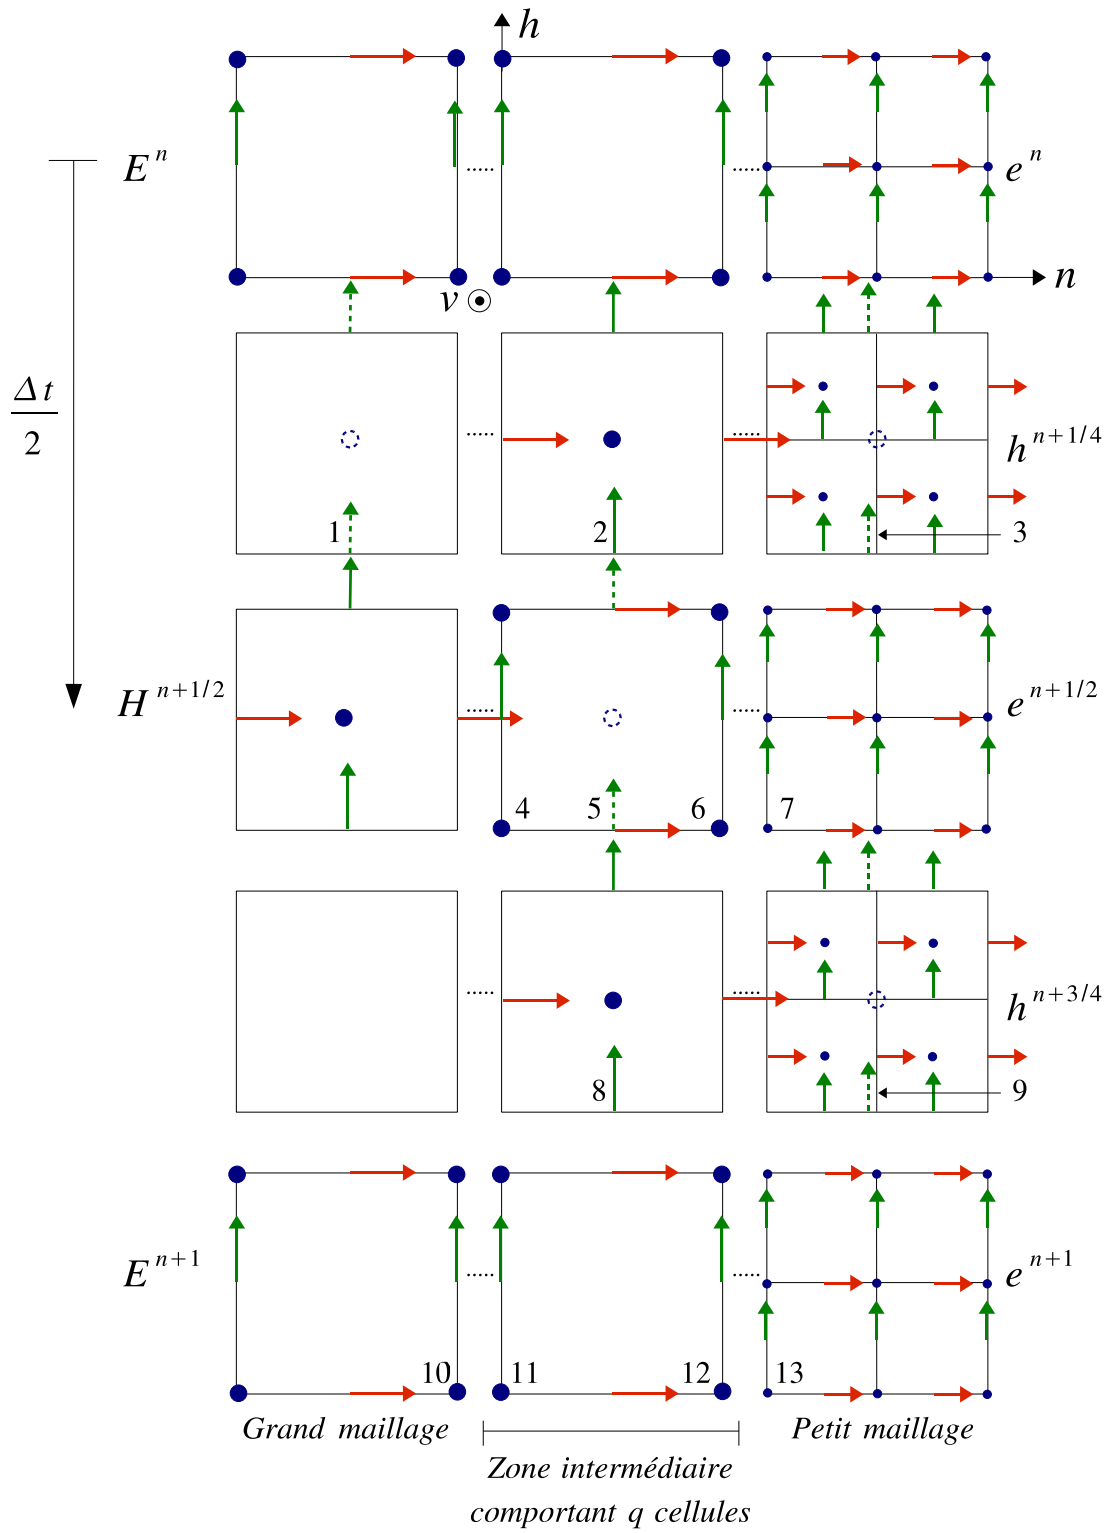 h
E^n
e^n
n
v
Δt
2
h^{n+1/4}
1
2
3
H^{n+1/2}
e^{n+1/2}
4
5
6
7
h^{n+3/4}
8
9
E^{n+1}
e^{n+1}
10
11
12
13
Grand maillage
Petit maillage
Zone intermédiaire
comportant q cellules